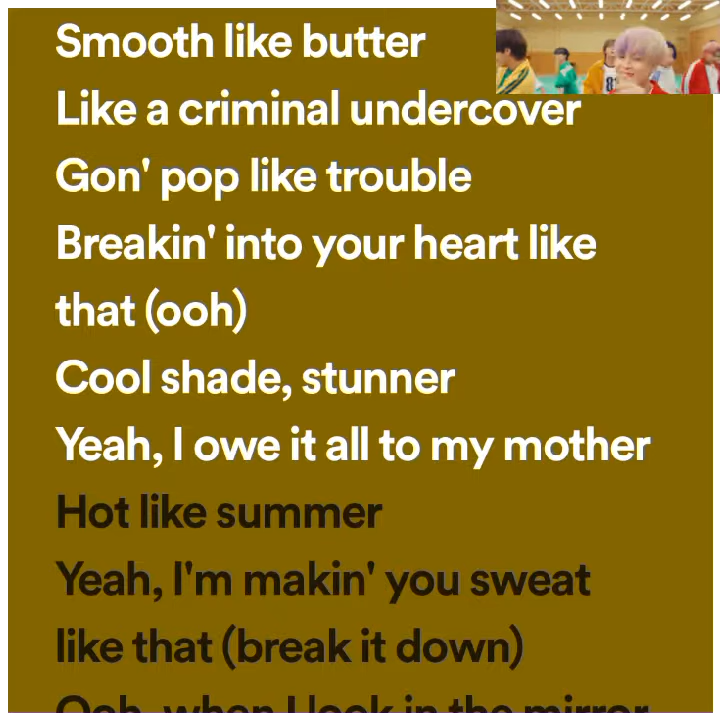 Smooth like butter
Like a criminal undercover
Gon' pop like trouble
Breakin' into your heart like
that (ooh)
Cool shade, stunner
Yeah, I owe it all to my mother
Hot like summer
Yeah, I'm makin' you sweat
like that (break it down)
Ooh, when I look in the mirror